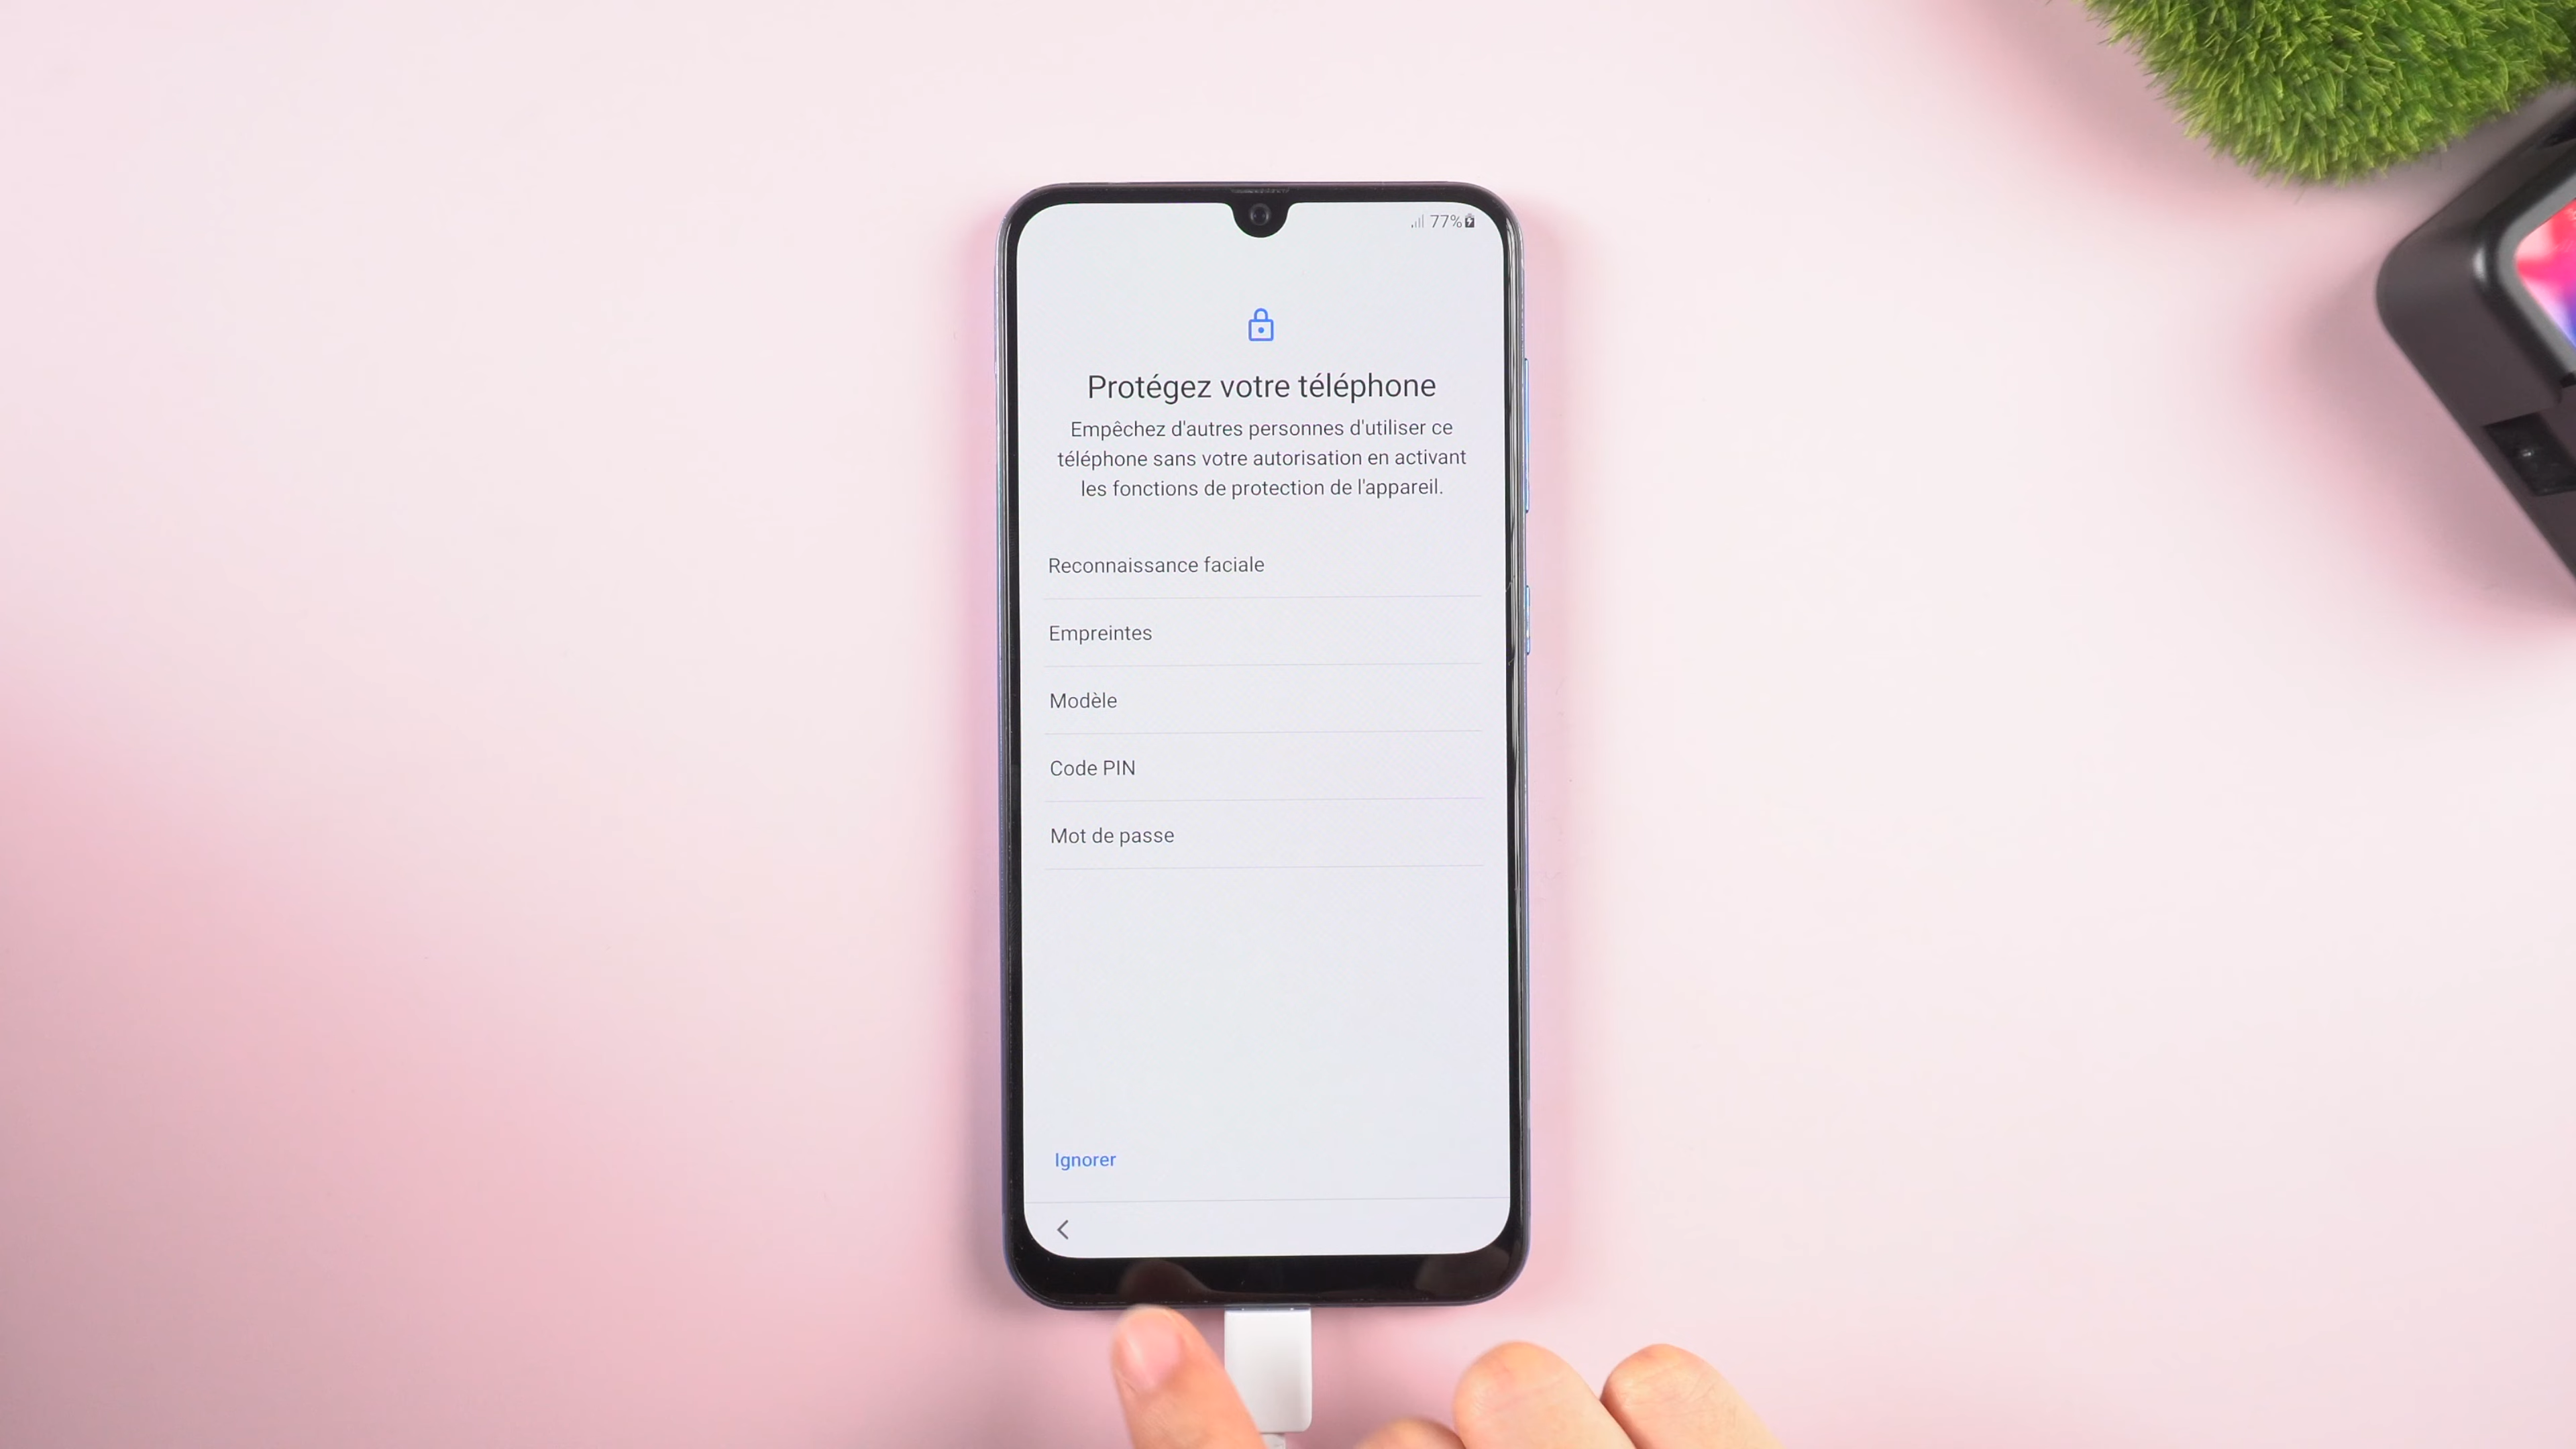 77%
Protégez votre téléphone
Empêchez d'autres personnes d'utiliser ce
téléphone sans votre autorisation en activant
les fonctions de protection de l'appareil.
Reconnaissance faciale
Empreintes
Modèle
Code PIN
Mot de passe
Ignorer